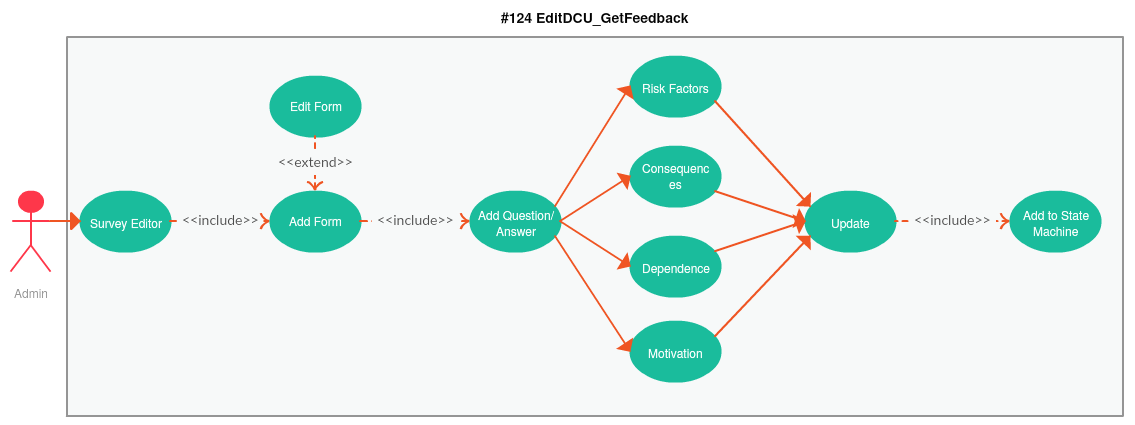 #124 EditDCU_GetFeedback
Edit Form
<<extend>>
Admin
Survey Editor
<<include>>
Add Form
<<include>>
Add Question/
Answer
Risk Factors
Consequenc
es
Dependence
Motivation
Update
<<include>>
Add to State
Machine